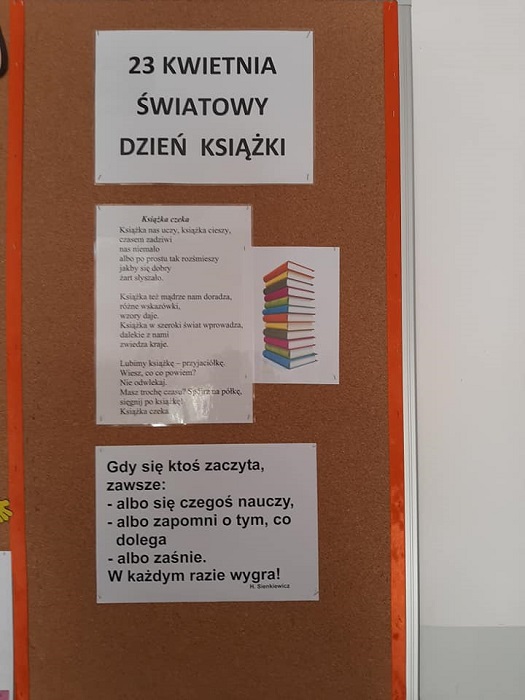 23 KWIETNIA
ŚWIATOWY
DZIEŃ KSIĄŻKI
Książka czeka
Książka nas uczy, książka cieszy,
czasem zadziwi
nas niemało
albo po prostu tak rozśmieszy
jakby się dobry
żart słyszało.
Książka też mądrze nam doradza,
różne wskazówki,
wzory daje.
Książka w szeroki świat wprowadza,
dalekie z nami
zwiedza kraje.
Lubimy książkę – przyjaciółkę.
Wiesz, co co powiem?
Nie odwlekaj.
Masz trochę czasu? Spójrz na półkę,
sięgnij po książkę!
Książka czeka
Gdy się ktoś zaczyta,
zawsze:
- albo się czegoś nauczy,
- albo zapomni o tym, co
dolega
- albo zaśnie.
W każdym razie wygra!
H. Sienkiewicz